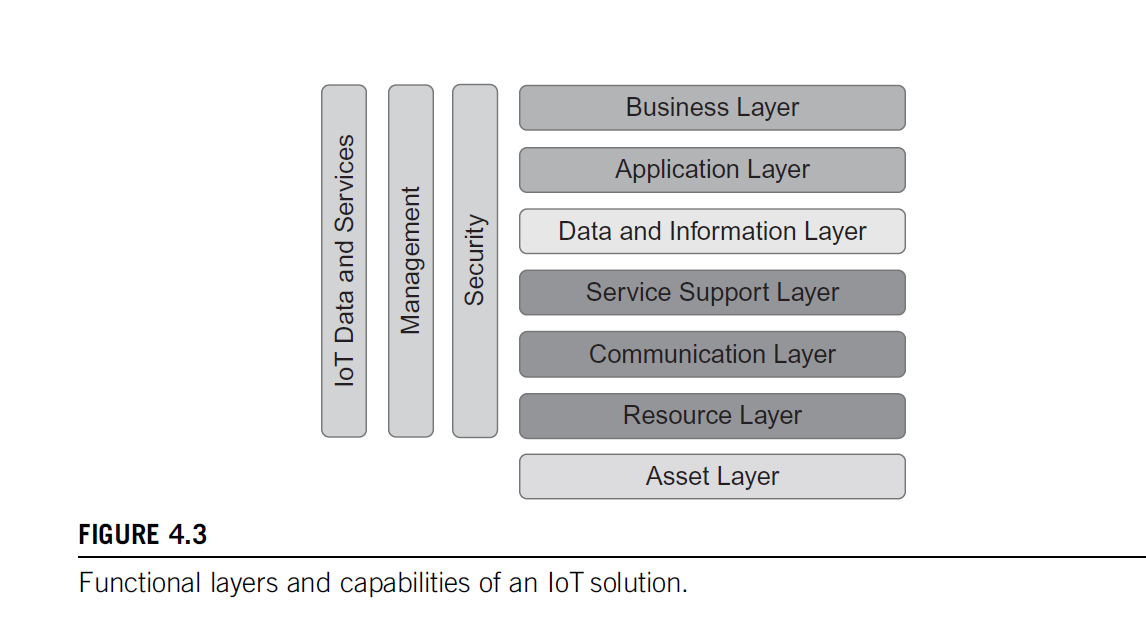 IoT Data and Services
Management
Security
Business Layer
Application Layer
Data and Information Layer
Service Support Layer
Communication Layer
Resource Layer
Asset Layer
FIGURE 4.3
Functional layers and capabilities of an IoT solution.